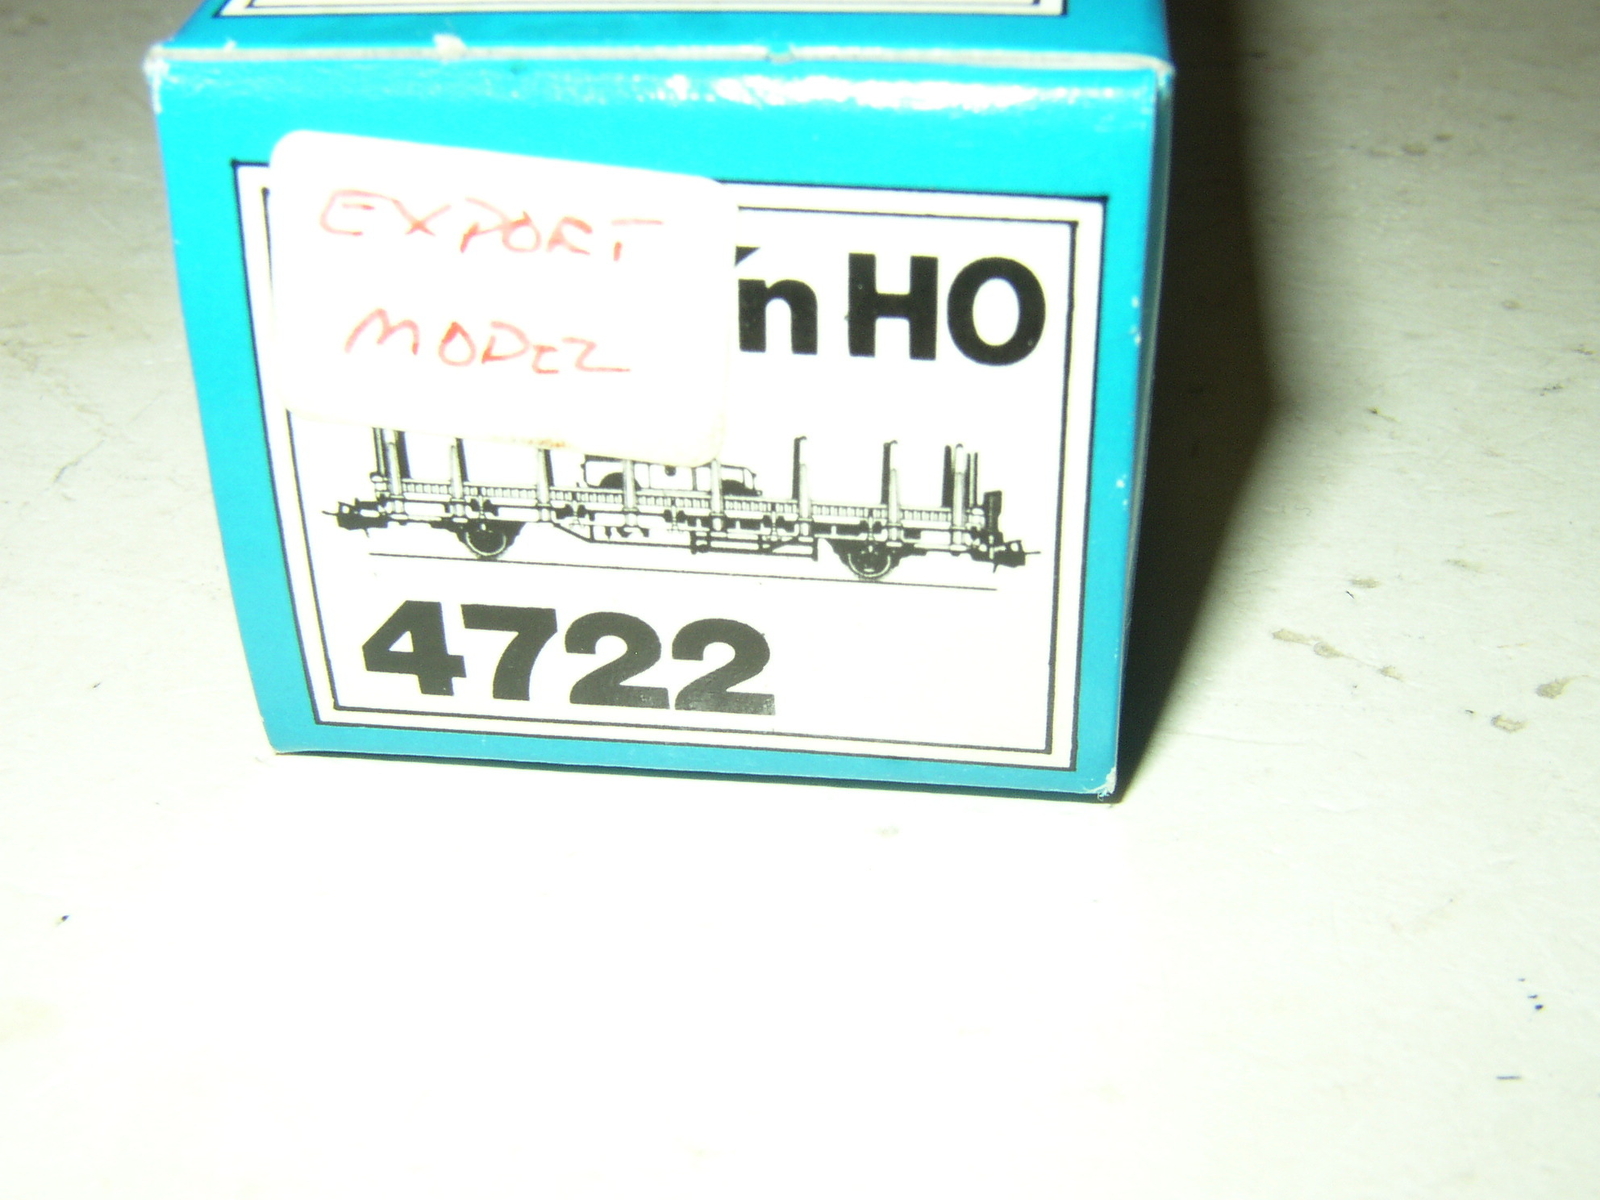 EXPORT
MODEL
n HO
4722